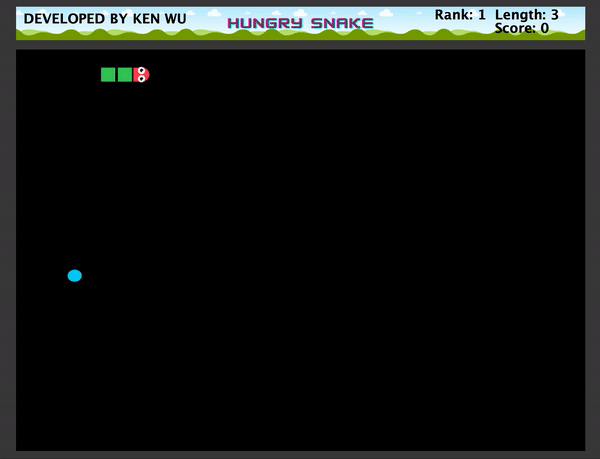 DEVELOPED BY KEN WU
HUNGRY SNAKE
Rank: 1 Length: 3
Score: 0